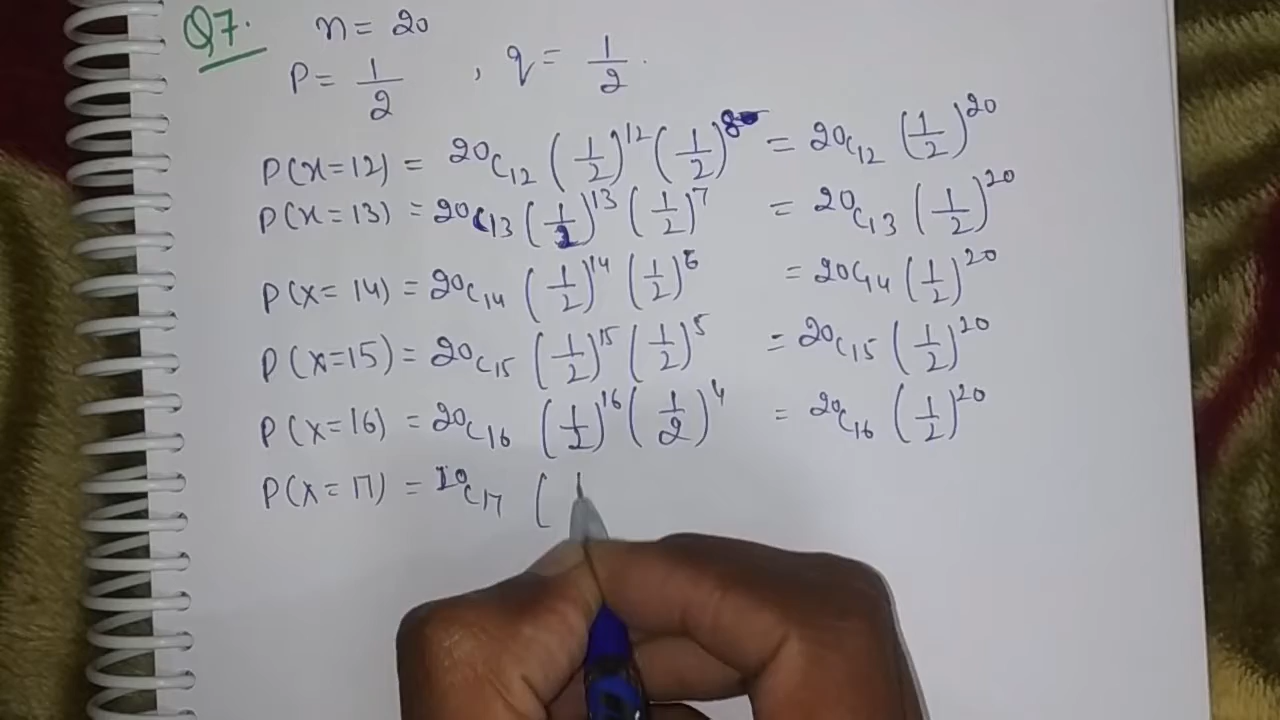 Q7. n = 20
P = 1/2 , q = 1/2.
P(x=12) = 20C12 (1/2)^12 (1/2)^8 = 20C12 (1/2)^20
P(x=13) = 20C13 (1/2)^13 (1/2)^7 = 20C13 (1/2)^20
P(x=14) = 20C14 (1/2)^14 (1/2)^6 = 20C14 (1/2)^20
P(x=15) = 20C15 (1/2)^15 (1/2)^5 = 20C15 (1/2)^20
P(x=16) = 20C16 (1/2)^16 (1/2)^4 = 20C16 (1/2)^20
P(x=17) = 20C17 ( 1